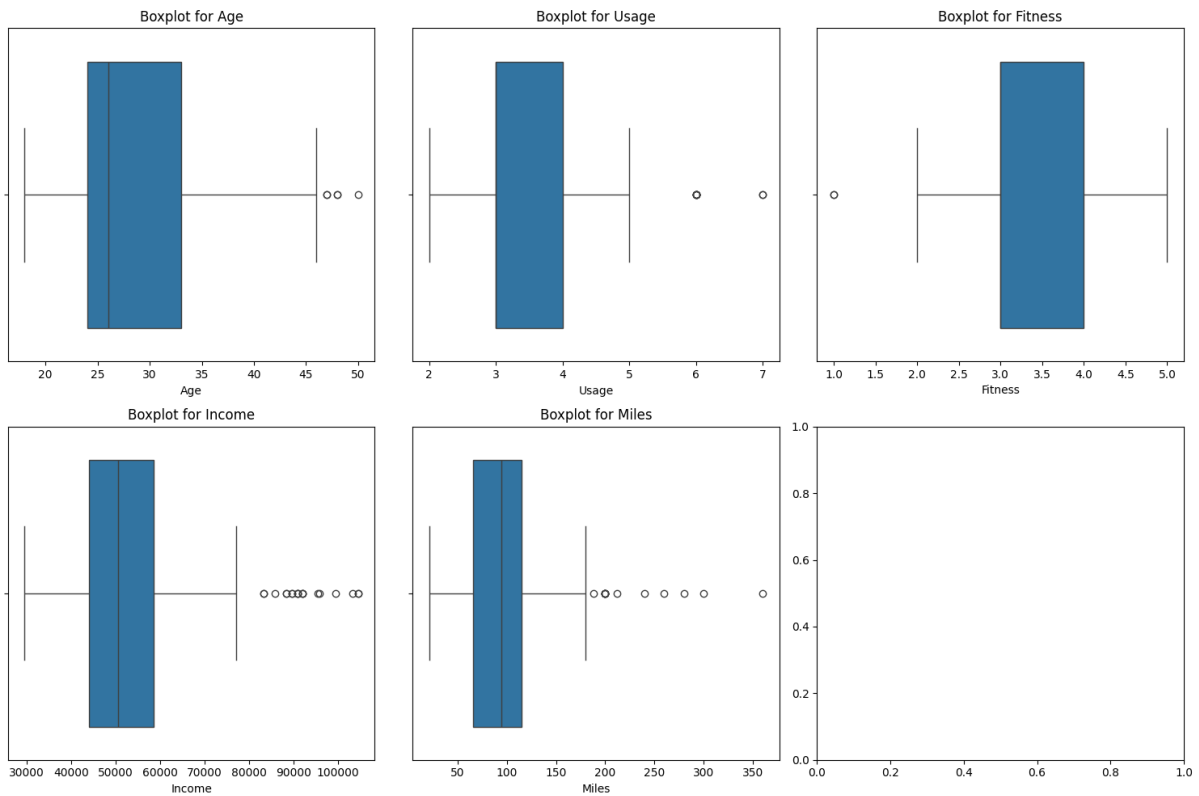 Boxplot for Age
Boxplot for Usage
Boxplot for Fitness
20 25 30 35 40 45 50
2 3 4 5 6 7
1.0 1.5 2.0 2.5 3.0 3.5 4.0 4.5 5.0
Age
Usage
Fitness
Boxplot for Income
Boxplot for Miles
1.0
0.8
0.6
0.4
0.2
0.0
30000 40000 50000 60000 70000 80000 90000 100000
50 100 150 200 250 300 350
0.0 0.2 0.4 0.6 0.8 1.0
Income
Miles